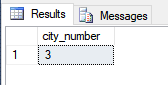 Results Messages
city_number
1 3